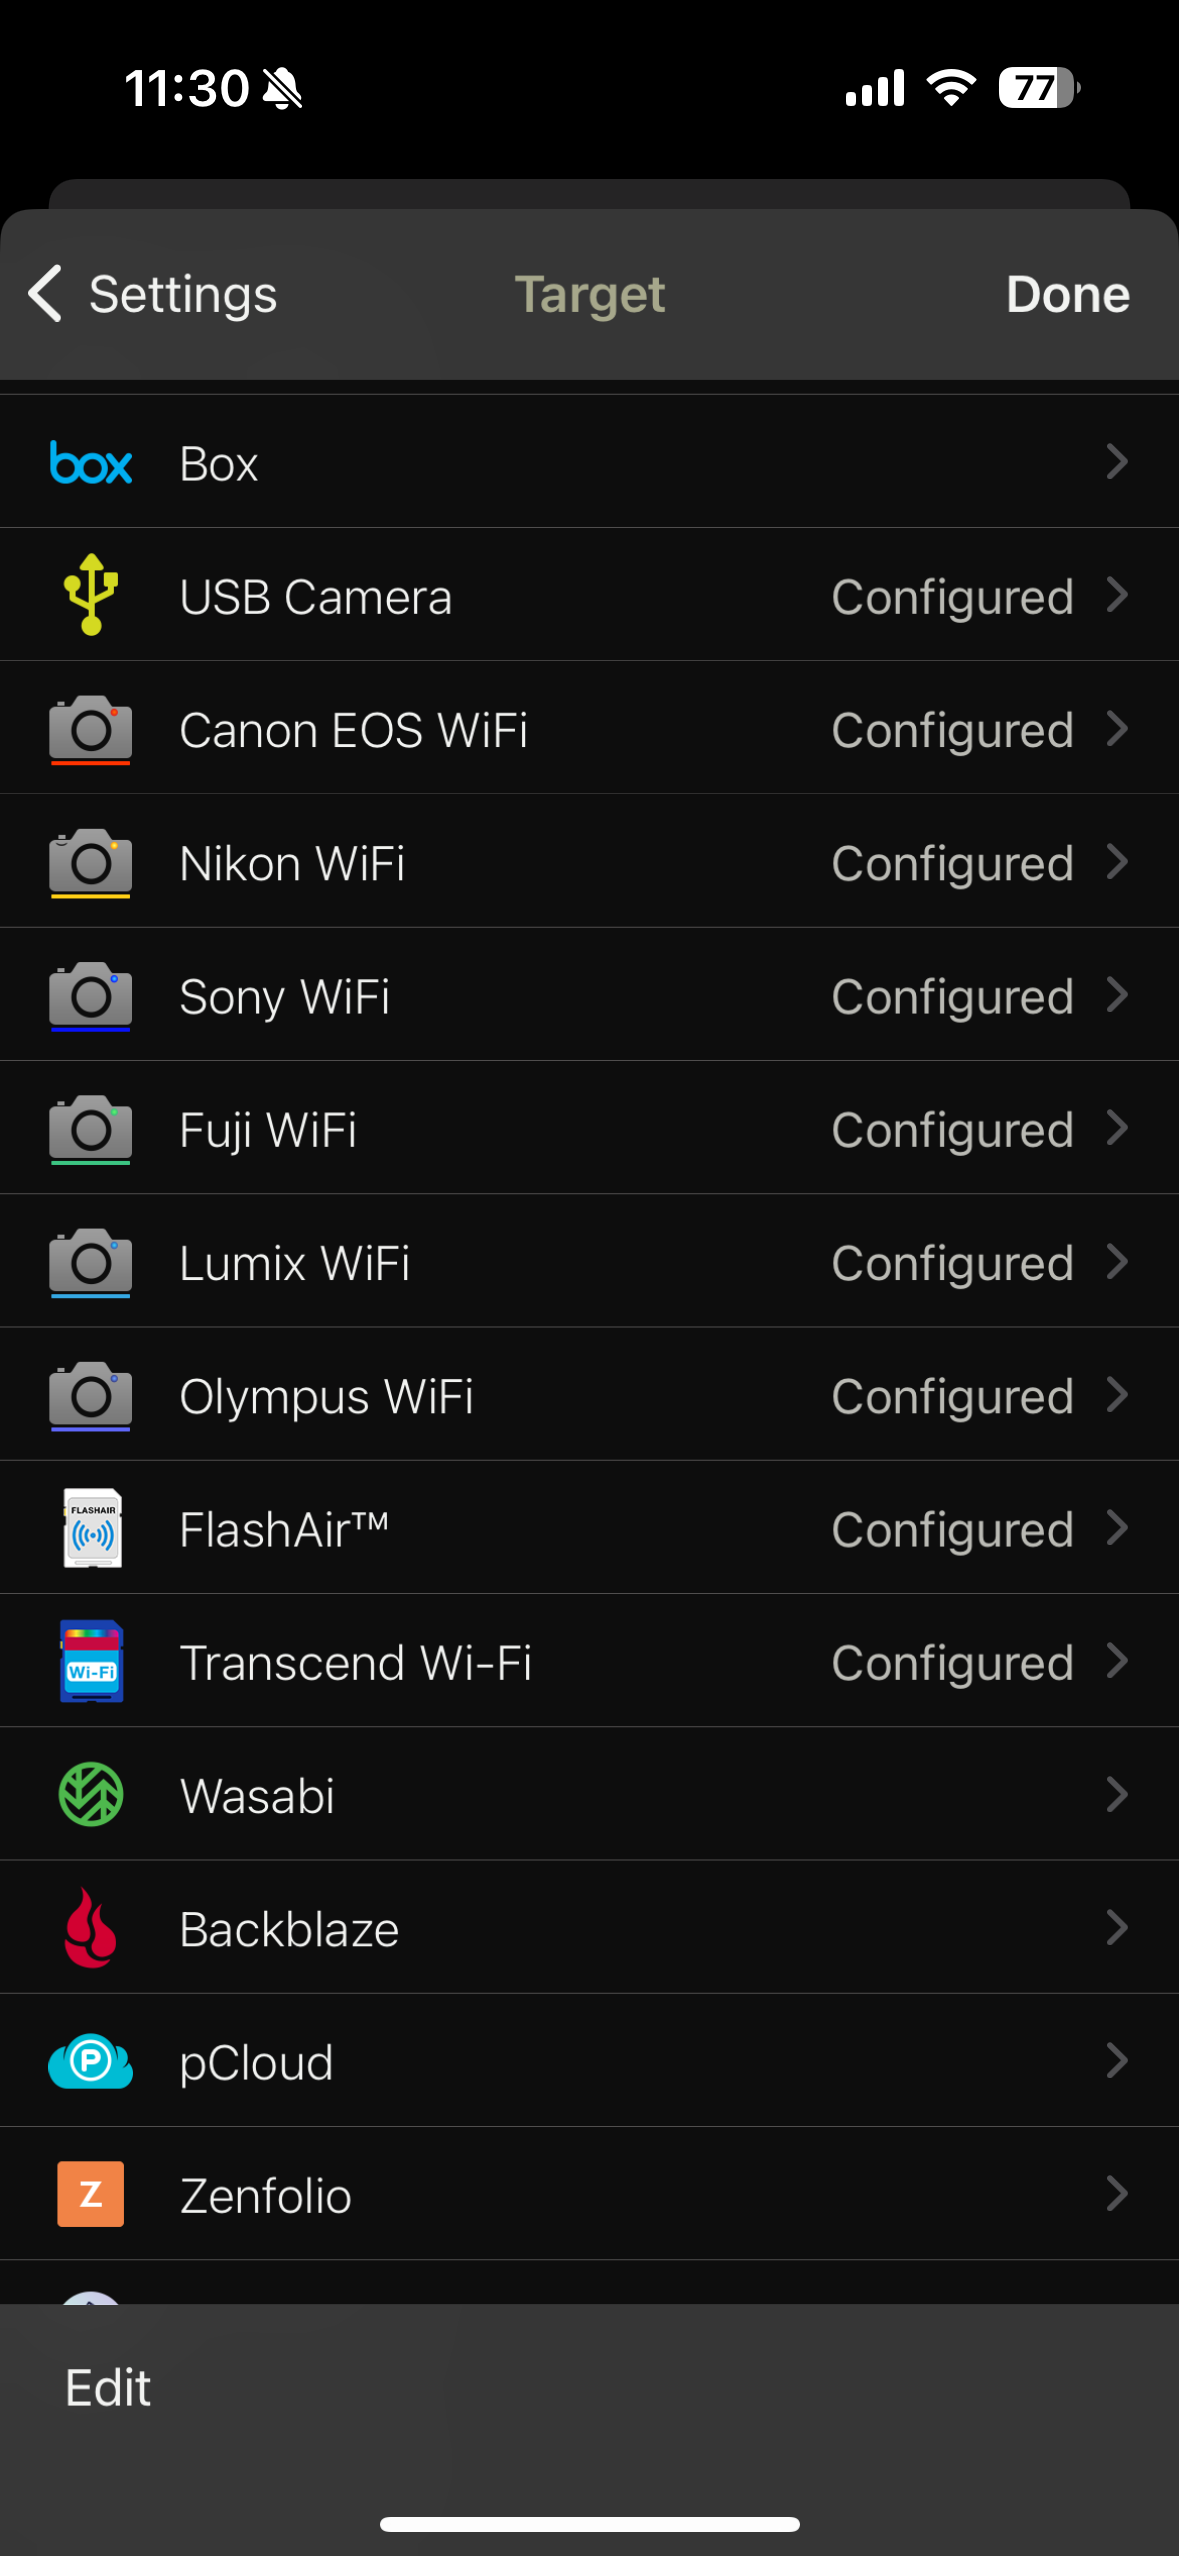 11:30
77
Settings Target Done
box Box
USB Camera Configured
Canon EOS WiFi Configured
Nikon WiFi Configured
Sony WiFi Configured
Fuji WiFi Configured
Lumix WiFi Configured
Olympus WiFi Configured
FLASHAIR FlashAir™ Configured
Wi-Fi Transcend Wi-Fi Configured
Wasabi
Backblaze
P pCloud
Z Zenfolio
Edit